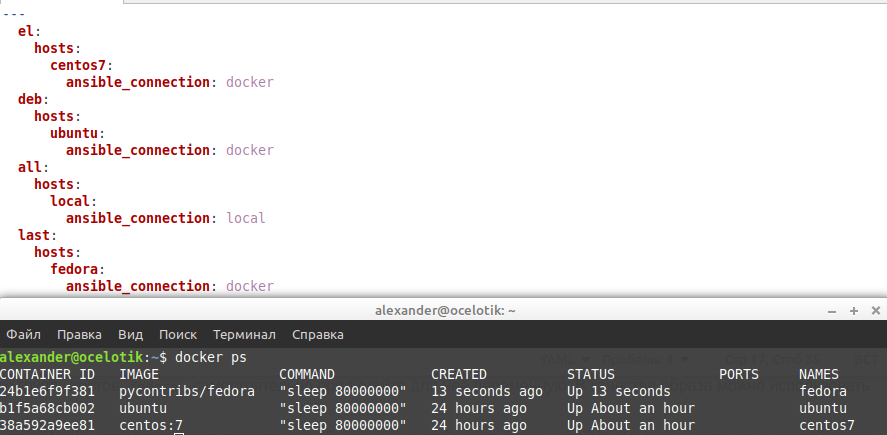 ---
  el:
    hosts:
      centos7:
        ansible_connection: docker
  deb:
    hosts:
      ubuntu:
        ansible_connection: docker
  all:
    hosts:
      local:
        ansible_connection: local
  last:
    hosts:
      fedora:
        ansible_connection: docker
alexander@ocelotik: ~
Файл Правка Вид Поиск Терминал Справка
alexander@ocelotik:~$ docker ps
CONTAINER ID   IMAGE               COMMAND            CREATED          STATUS              PORTS     NAMES
24b1e6f9f381   pycontribs/fedora   "sleep 80000000"   13 seconds ago   Up 13 seconds                 fedora
b1f5a68cb002   ubuntu              "sleep 80000000"   24 hours ago     Up About an hour              ubuntu
38a592a9ee81   centos:7            "sleep 80000000"   24 hours ago     Up About an hour              centos7